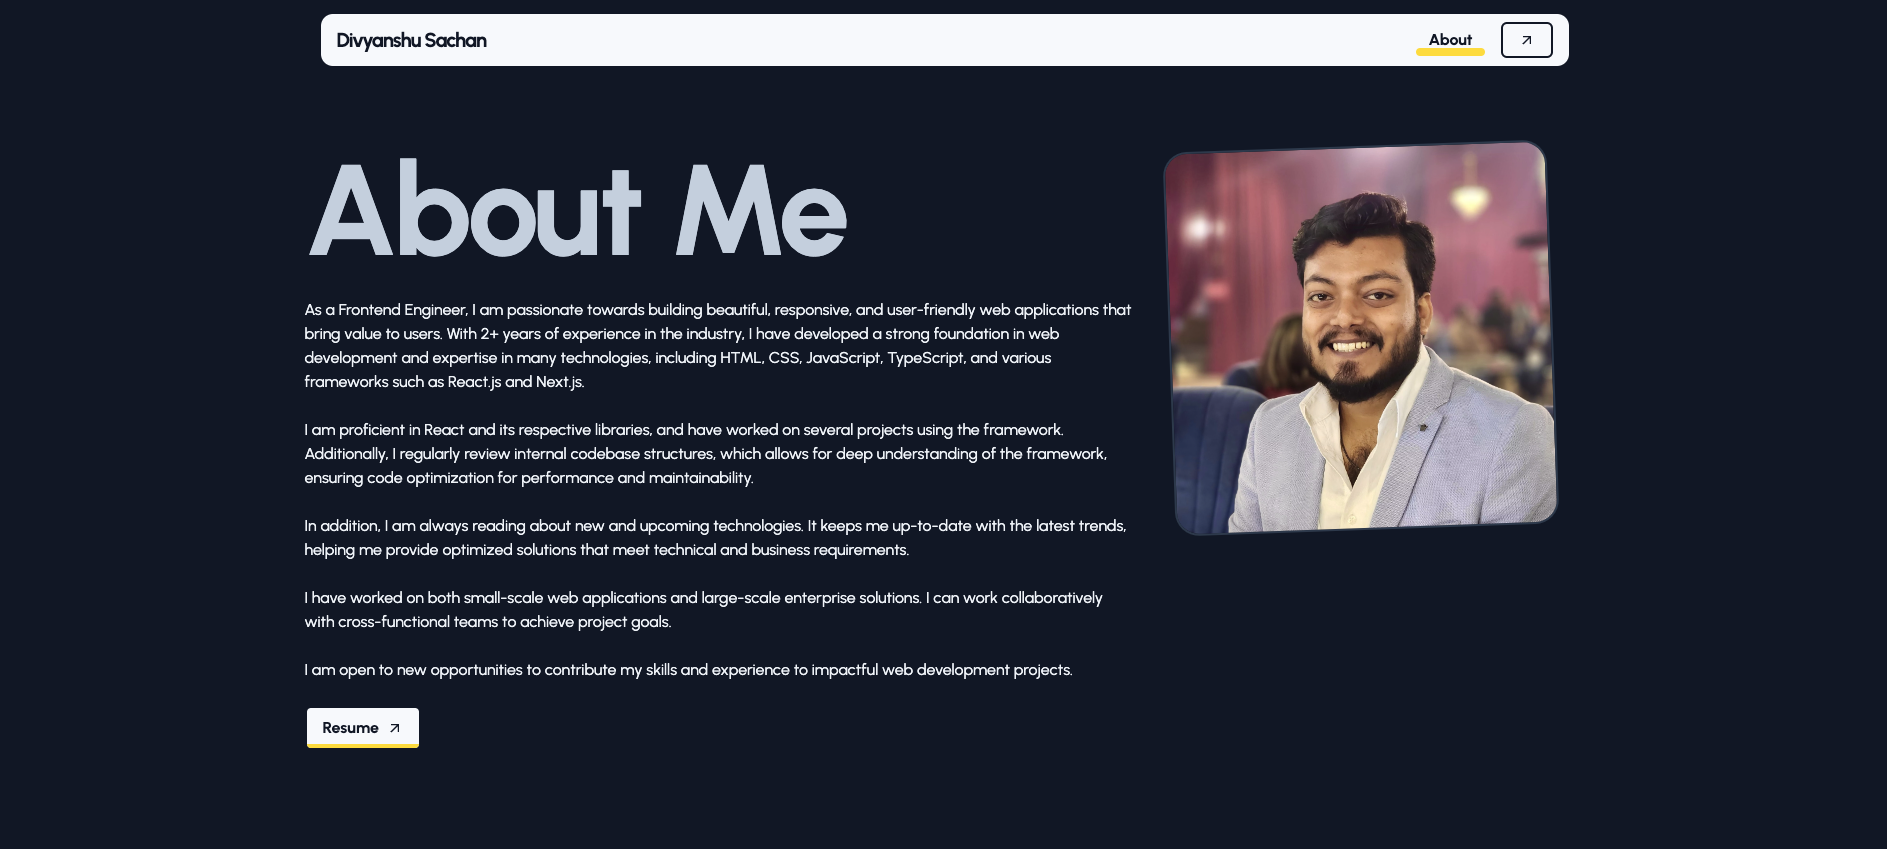 Divyanshu Sachan
About
About Me
As a Frontend Engineer, I am passionate towards building beautiful, responsive, and user-friendly web applications that
bring value to users. With 2+ years of experience in the industry, I have developed a strong foundation in web
development and expertise in many technologies, including HTML, CSS, JavaScript, TypeScript, and various
frameworks such as React.js and Next.js.
I am proficient in React and its respective libraries, and have worked on several projects using the framework.
Additionally, I regularly review internal codebase structures, which allows for deep understanding of the framework,
ensuring code optimization for performance and maintainability.
In addition, I am always reading about new and upcoming technologies. It keeps me up-to-date with the latest trends,
helping me provide optimized solutions that meet technical and business requirements.
I have worked on both small-scale web applications and large-scale enterprise solutions. I can work collaboratively
with cross-functional teams to achieve project goals.
I am open to new opportunities to contribute my skills and experience to impactful web development projects.
Resume